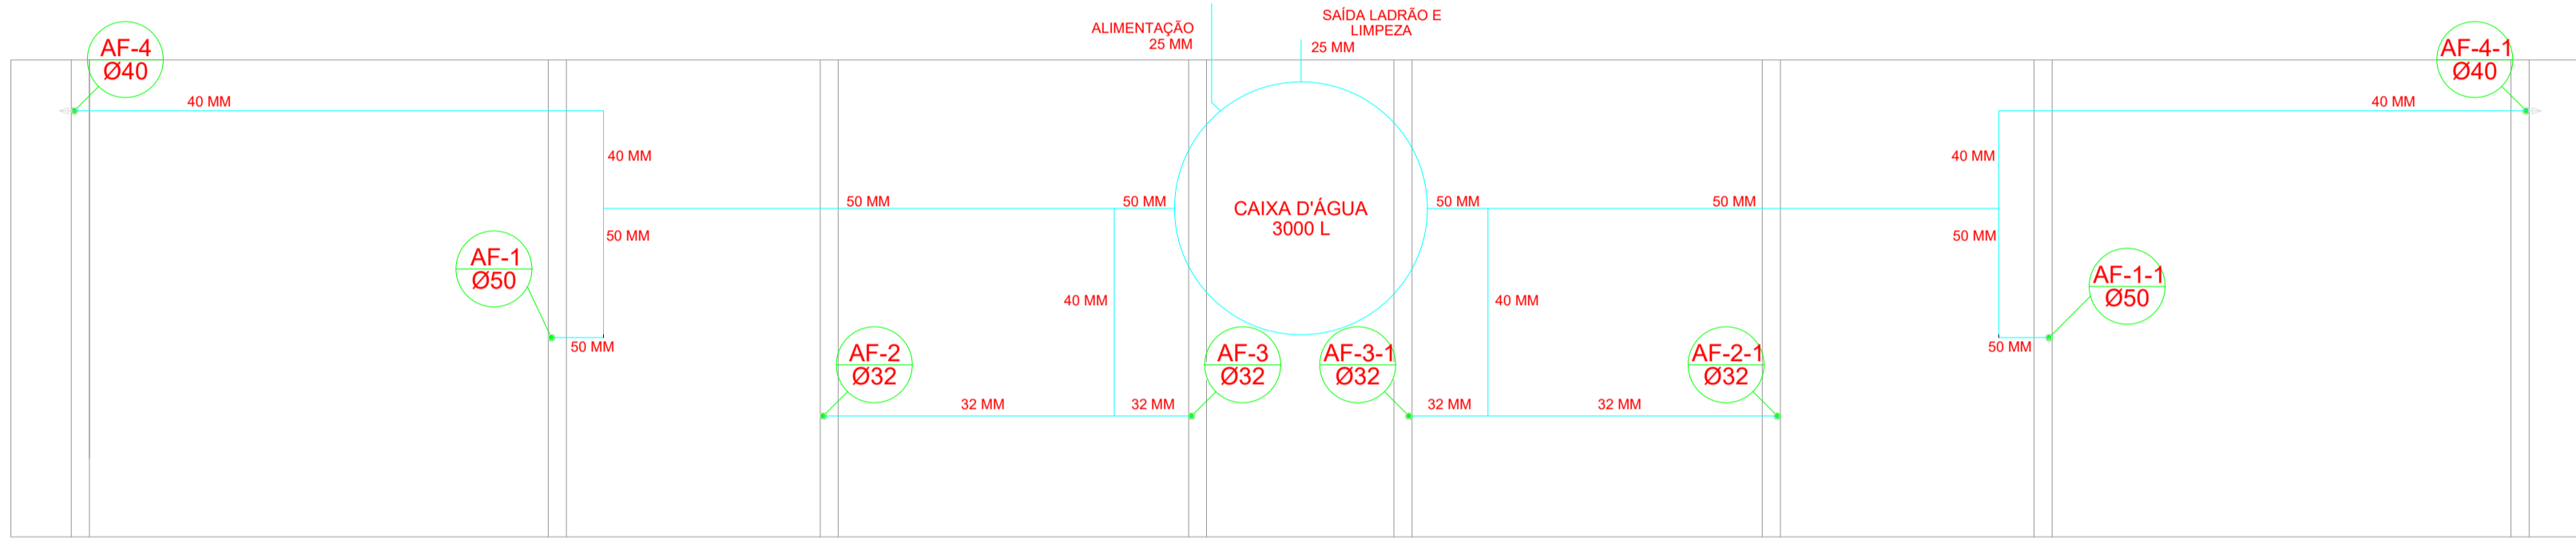 SAÍDA LADRÃO E
LIMPEZA
ALIMENTAÇÃO
25 MM
25 MM
AF-4
Ø40
AF-4-1
Ø40
40 MM
40 MM
40 MM
40 MM
50 MM
50 MM
50 MM
50 MM
CAIXA D'ÁGUA
3000 L
50 MM
50 MM
AF-1
Ø50
AF-1-1
Ø50
40 MM
40 MM
50 MM
50 MM
AF-2
Ø32
AF-3
Ø32
AF-3-1
Ø32
AF-2-1
Ø32
32 MM
32 MM
32 MM
32 MM